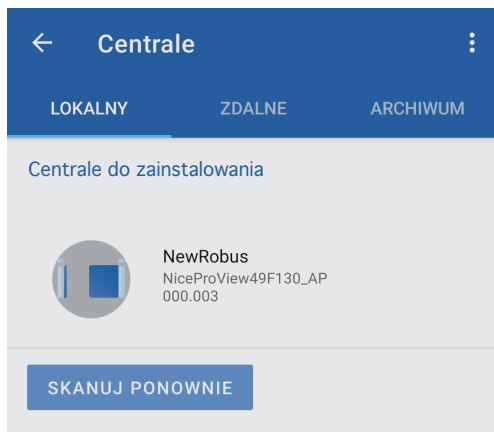 Centrale
LOKALNY ZDALNE ARCHIWUM
Centrale do zainstalowania
NewRobus
NiceProView49F130_AP
000.003
SKANUJ PONOWNIE